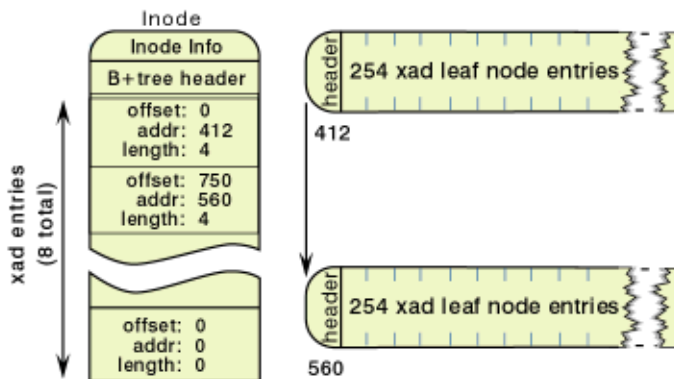 Inode
Inode Info
B+tree header
offset: 0
addr: 412
length: 4
offset: 750
addr: 560
length: 4
offset: 0
addr: 0
length: 0
xad entries
(8 total)
header
254 xad leaf node entries
412
header
254 xad leaf node entries
560